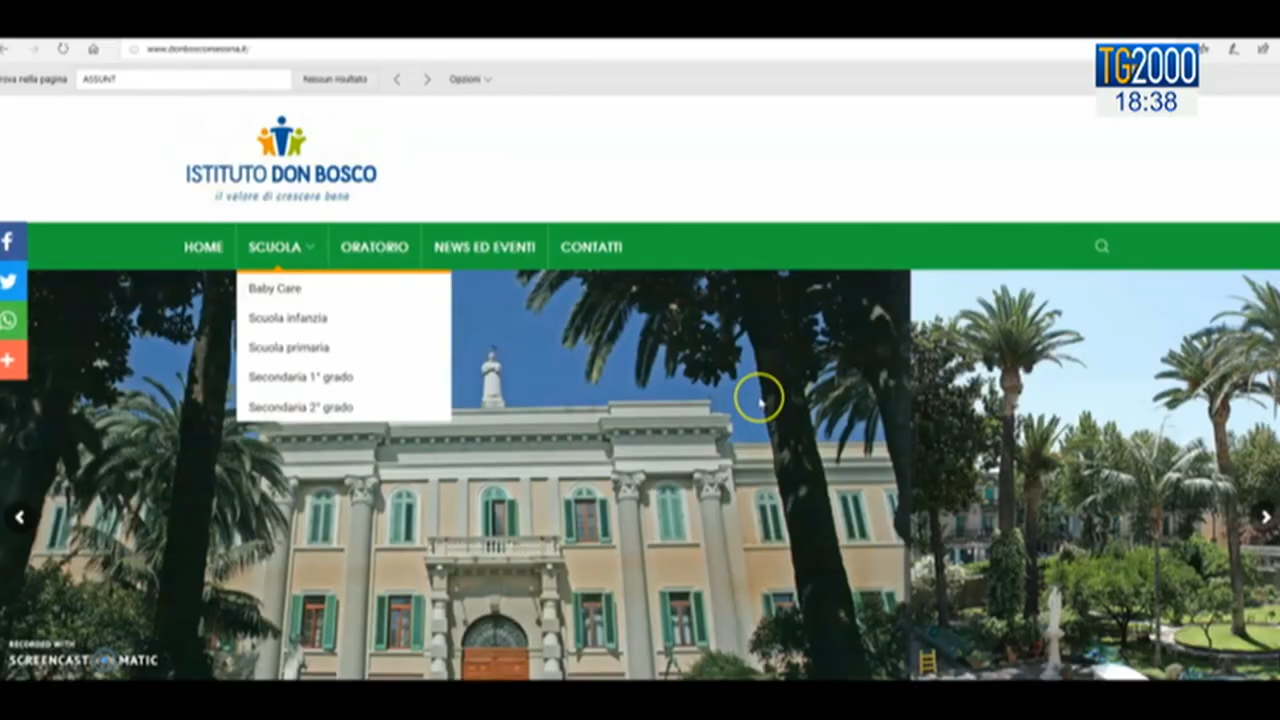 www.donboscomessina.it/
TG2000
18:38
rova nella pagina
ASSUNT
Nessun risultato
Opzioni
ISTITUTO DON BOSCO
il valore di crescere bene
HOME
SCUOLA
ORATORIO
NEWS ED EVENTI
CONTATTI
Baby Care
Scuola infanzia
Scuola primaria
Secondaria 1° grado
Secondaria 2° grado
RECORDED WITH
SCREENCAST MATIC